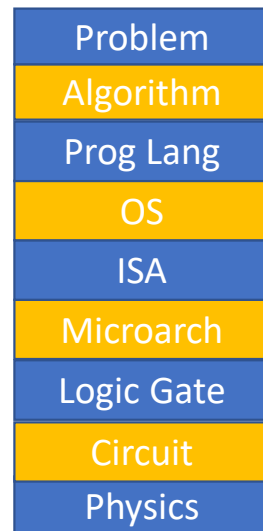 Problem
Algorithm
Prog Lang
OS
ISA
Microarch
Logic Gate
Circuit
Physics